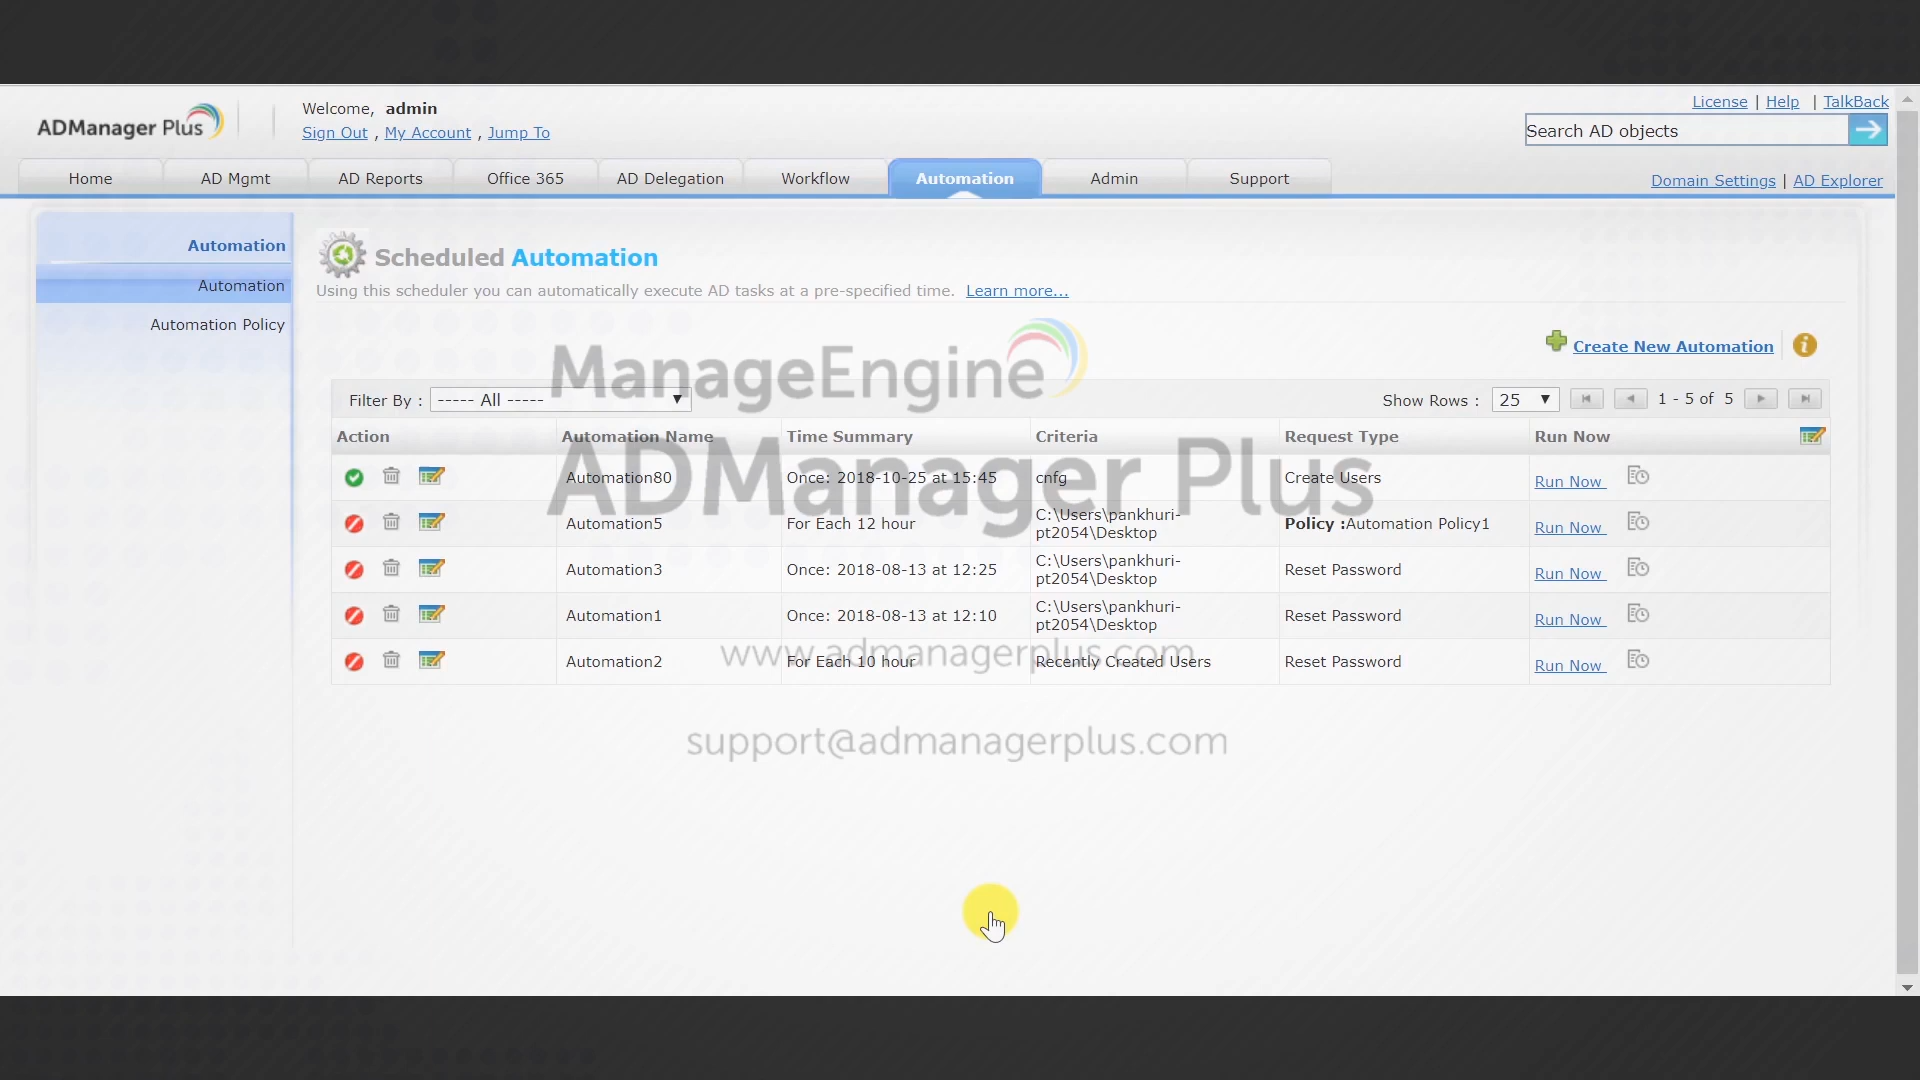 License | Help | TalkBack
ADManager Plus
Welcome, admin
Sign Out , My Account , Jump To
Search AD objects
Home AD Mgmt AD Reports Office 365 AD Delegation Workflow Automation Admin Support
Domain Settings | AD Explorer
Automation
Automation
Automation Policy
Scheduled Automation
Using this scheduler you can automatically execute AD tasks at a pre-specified time. Learn more...
Create New Automation
ManageEngine
ADManager Plus
www.admanagerplus.com
support@admanagerplus.com
Filter By : ----- All ----- Show Rows : 25 1 - 5 of 5
Action Automation Name Time Summary Criteria Request Type Run Now
Automation80 Once: 2018-10-25 at 15:45 cnfg Create Users Run Now
Automation5 For Each 12 hour C:\Users\pankhuri-
pt2054\Desktop Policy :Automation Policy1 Run Now
Automation3 Once: 2018-08-13 at 12:25 C:\Users\pankhuri-
pt2054\Desktop Reset Password Run Now
Automation1 Once: 2018-08-13 at 12:10 C:\Users\pankhuri-
pt2054\Desktop Reset Password Run Now
Automation2 For Each 10 hour Recently Created Users Reset Password Run Now